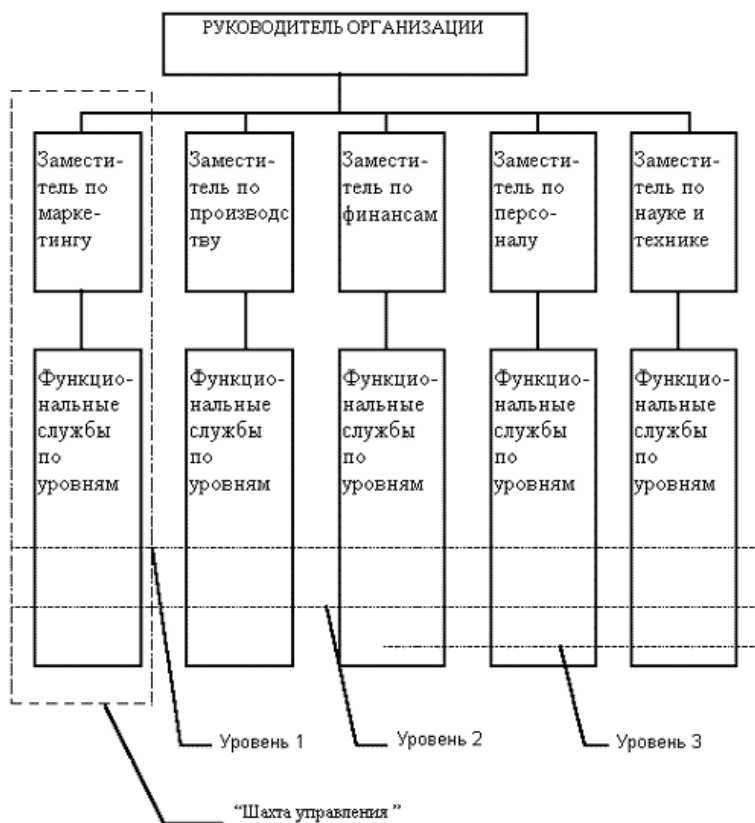 РУКОВОДИТЕЛЬ ОРГАНИЗАЦИИ
Замести-
тель по
марке-
тингу
Замести-
тель по
производс
тву
Замести-
тель по
финансам
Замести-
тель по
персо-
налу
Замести-
тель по
науке и
технике
Функцио-
нальные
службы
по
уровням
Функцио-
нальные
службы
по
уровням
Функцио-
нальные
службы
по
уровням
Функцио-
нальные
службы
по
уровням
Функцио-
нальные
службы
по
уровням
Уровень 1
Уровень 2
Уровень 3
“Шахта управления ”